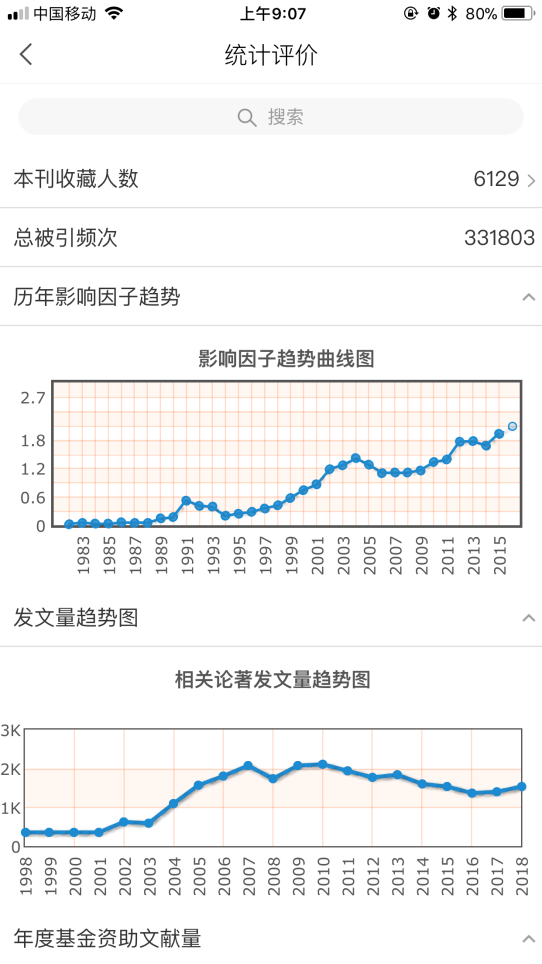 中国移动 上午9:07 80%
统计评价
搜索
本刊收藏人数 6129
总被引频次 331803
历年影响因子趋势
影响因子趋势曲线图
2.7
1.8
1.2
0.6
0
1983 1985 1987 1989 1991 1993 1995 1997 1999 2001 2003 2005 2007 2009 2011 2013 2015
发文量趋势图
相关论著发文量趋势图
3K
2K
1K
0
1998 1999 2000 2001 2002 2003 2004 2005 2006 2007 2008 2009 2010 2011 2012 2013 2014 2015 2016 2017 2018
年度基金资助文献量